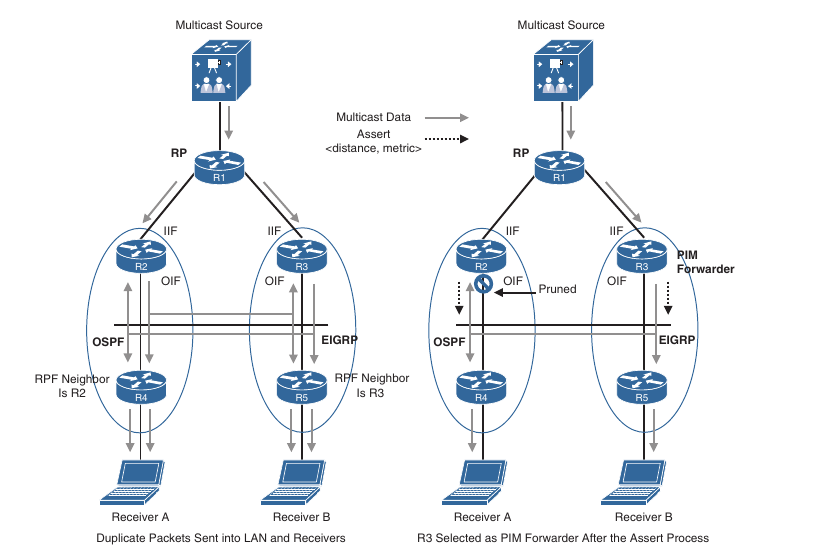 Multicast Source
Multicast Source
Multicast Data
Assert
<distance, metric>
RP
R1
RP
R1
IIF
IIF
IIF
IIF
R2
R3
R2
R3
PIM
Forwarder
OIF
OIF
OIF
OIF
Pruned
OSPF
EIGRP
OSPF
EIGRP
RPF Neighbor
Is R2
R4
R5
RPF Neighbor
Is R3
R4
R5
Receiver A
Receiver B
Receiver A
Receiver B
Duplicate Packets Sent into LAN and Receivers
R3 Selected as PIM Forwarder After the Assert Process